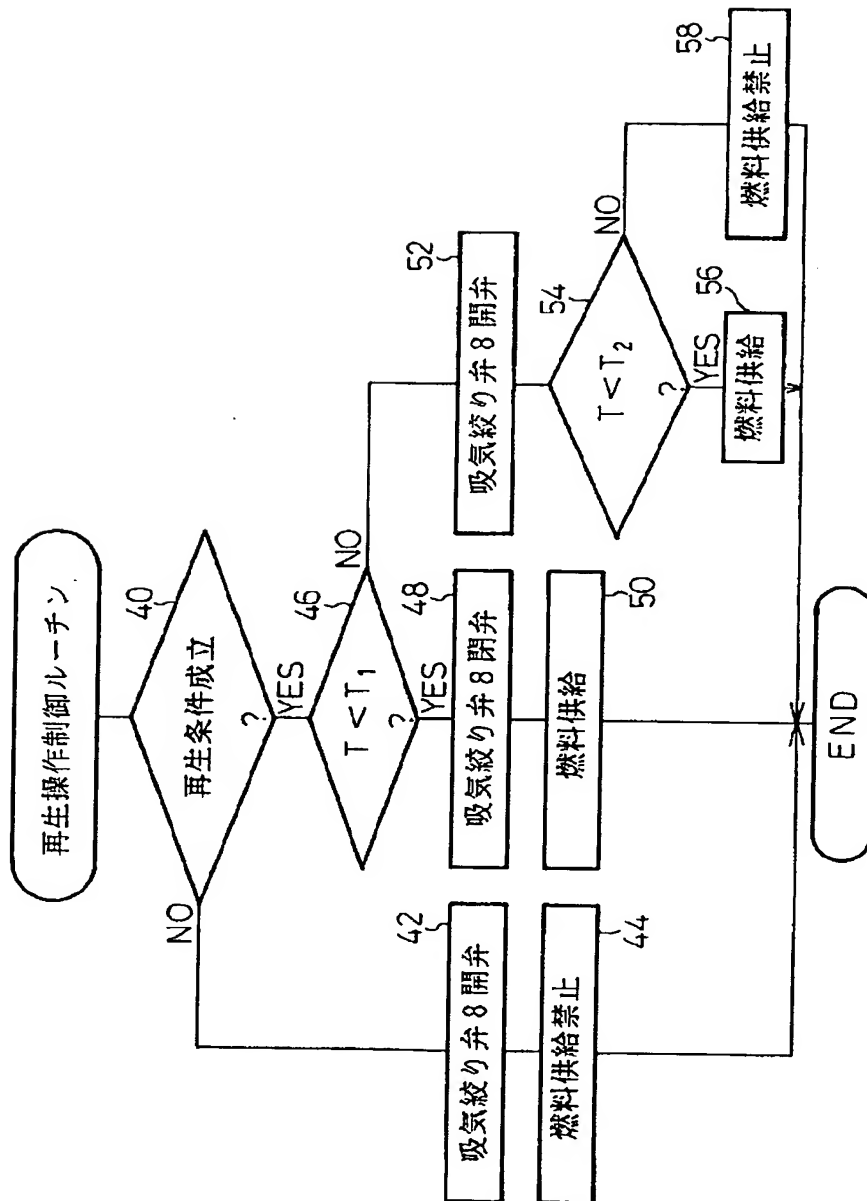 再生操作制御ルーチン
40
再生条件成立
?
NO
YES
46
T<T₁
?
YES
NO
42
吸気絞り弁8開弁
44
燃料供給禁止
48
吸気絞り弁8閉弁
50
燃料供給
52
吸気絞り弁8開弁
54
T<T₂
?
YES
NO
56
燃料供給
58
燃料供給禁止
END